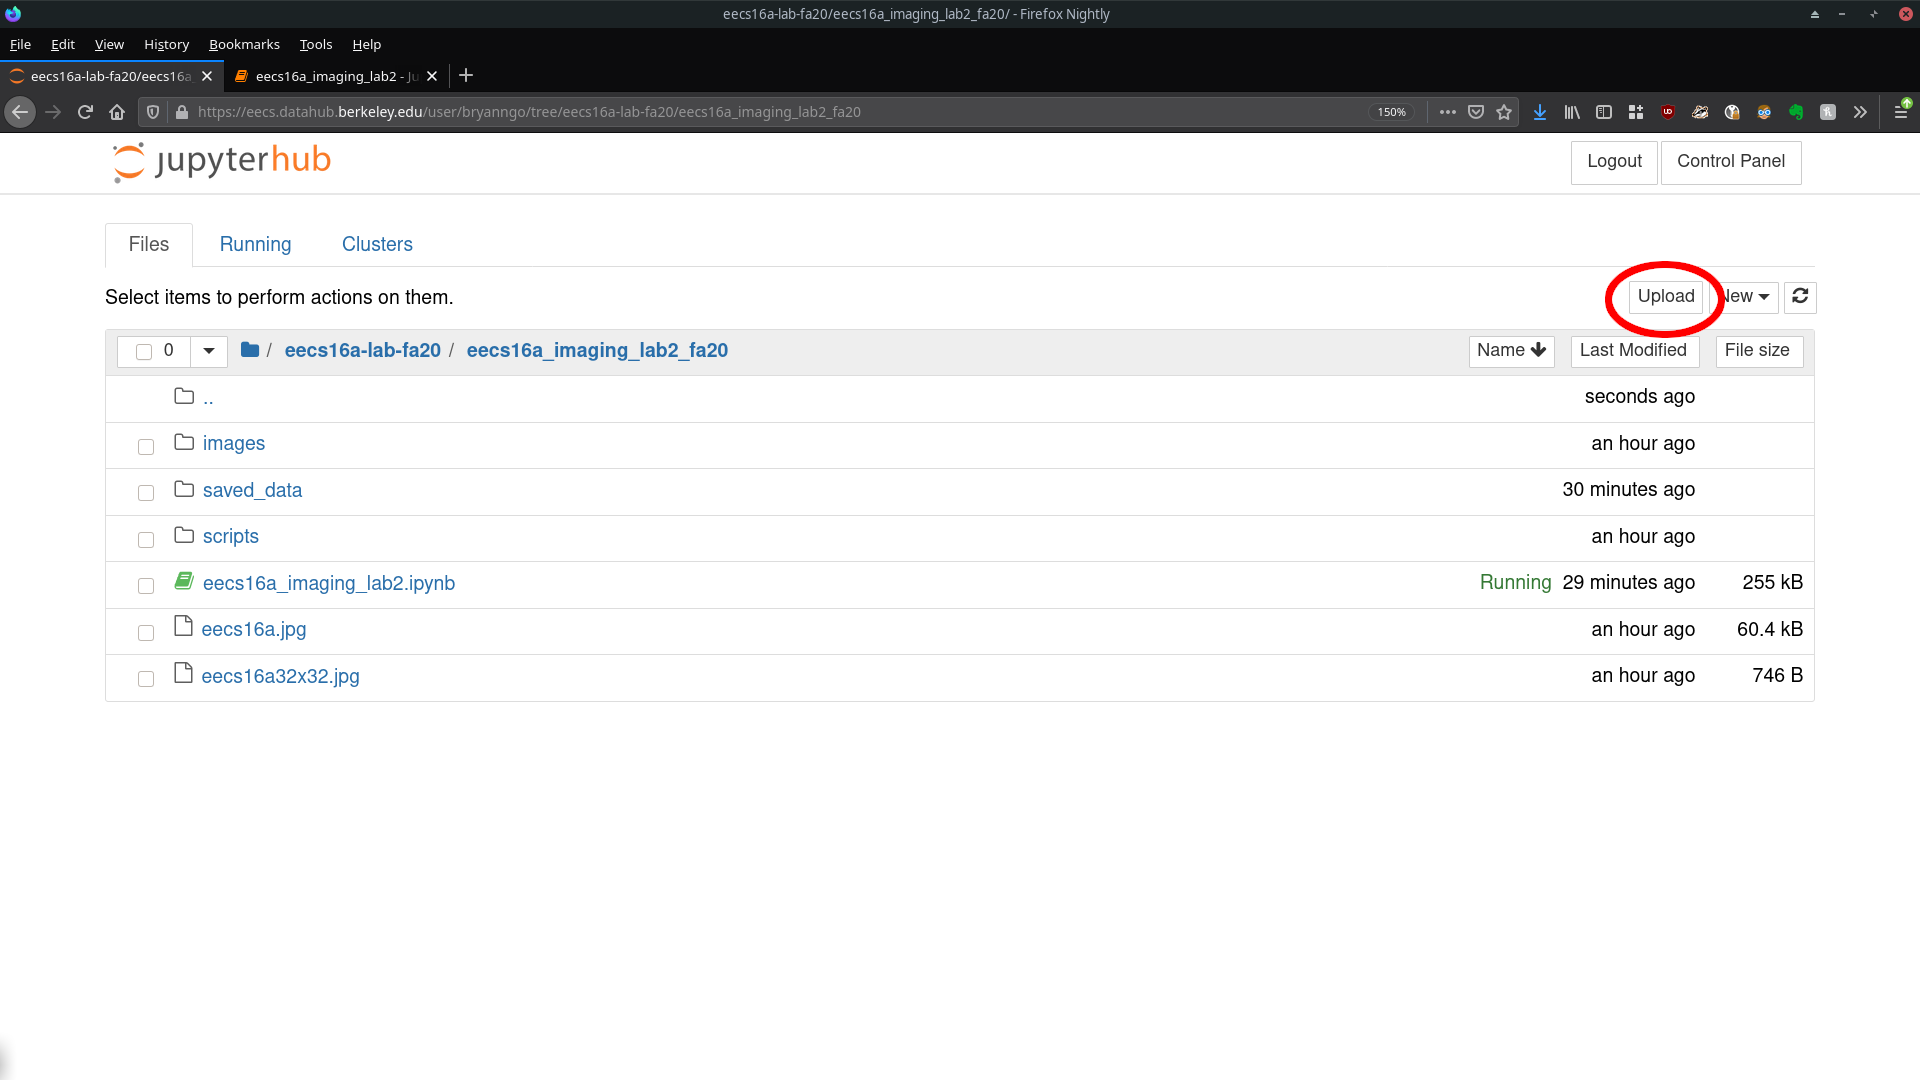 eecs16a-lab-fa20/eecs16a_imaging_lab2_fa20/ - Firefox Nightly
File Edit View History Bookmarks Tools Help
eecs16a-lab-fa20/eecs16a_ eecs16a_imaging_lab2 - Ju
https://eecs.datahub.berkeley.edu/user/bryanngo/tree/eecs16a-lab-fa20/eecs16a_imaging_lab2_fa20 150%
jupyterhub Logout Control Panel
Files Running Clusters
Select items to perform actions on them. Upload New
0 / eecs16a-lab-fa20 / eecs16a_imaging_lab2_fa20 Name Last Modified File size
.. seconds ago
images an hour ago
saved_data 30 minutes ago
scripts an hour ago
eecs16a_imaging_lab2.ipynb Running 29 minutes ago 255 kB
eecs16a.jpg an hour ago 60.4 kB
eecs16a32x32.jpg an hour ago 746 B